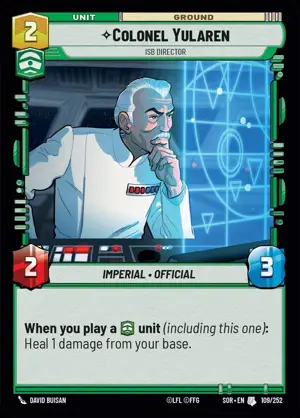 UNIT GROUND
2
✧COLONEL YULAREN
ISB DIRECTOR
2
IMPERIAL • OFFICIAL
3
When you play a unit (including this one):
Heal 1 damage from your base.
DAVID BUISAN ©LFL ©FFG SOR • EN U 109/252